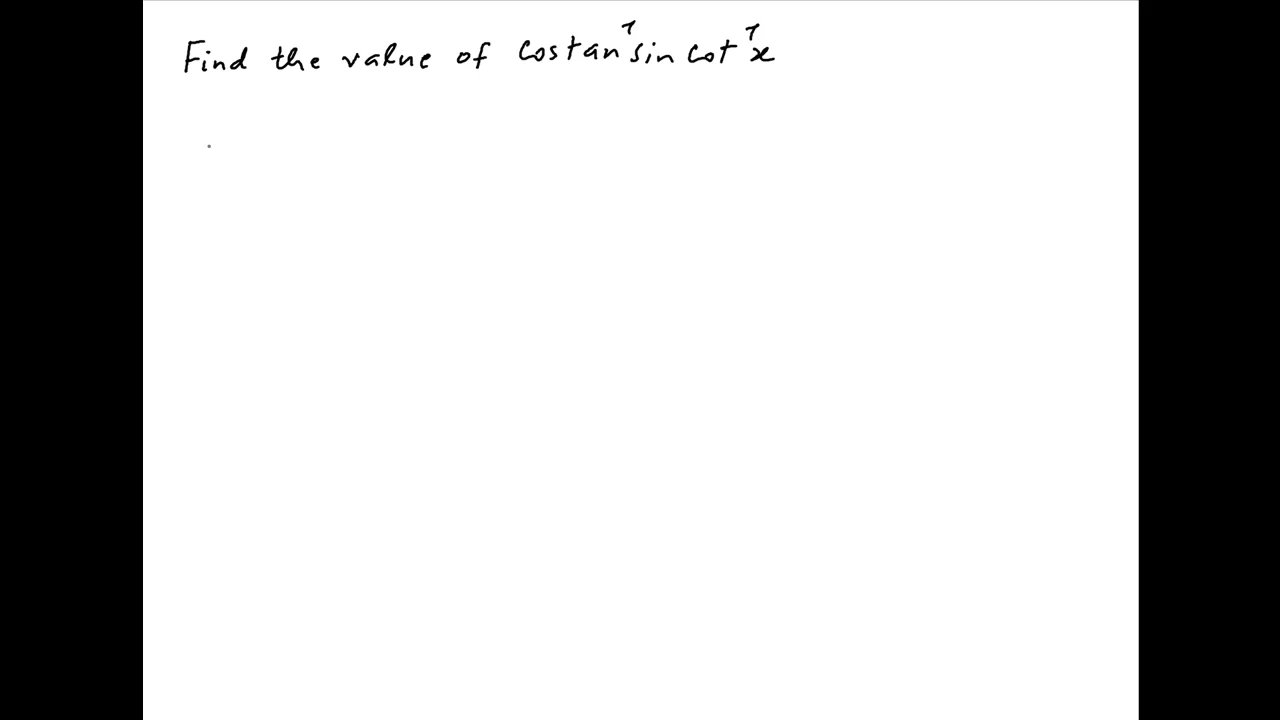 Find the value of cos tan⁻¹ sin cot⁻¹ x